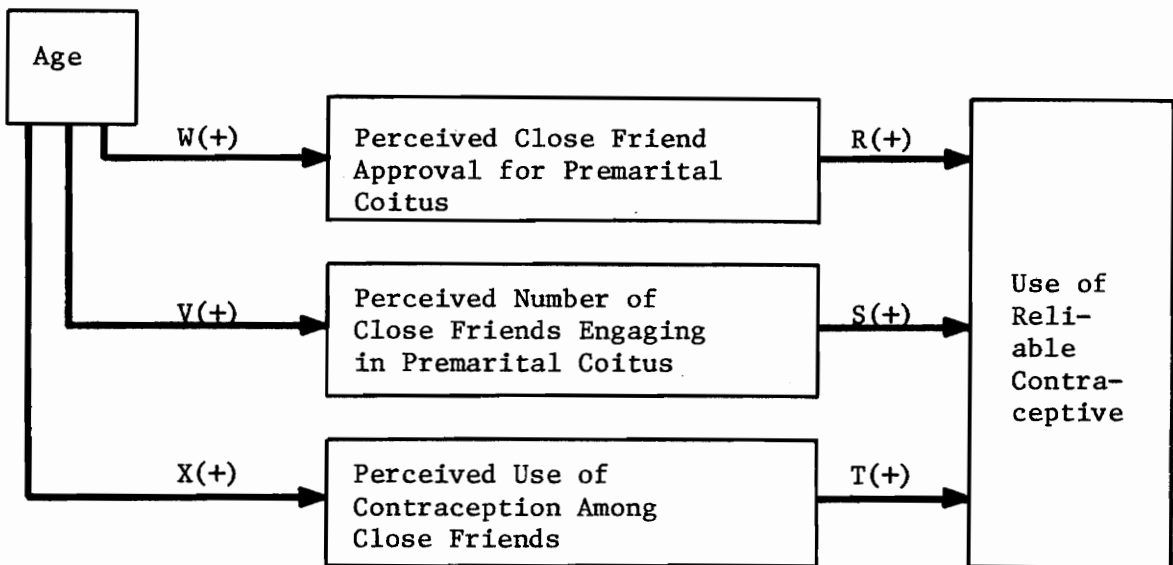 Age
W(+)
Perceived Close Friend
Approval for Premarital
Coitus
R(+)
V(+)
Perceived Number of
Close Friends Engaging
in Premarital Coitus
S(+)
X(+)
Perceived Use of
Contraception Among
Close Friends
T(+)
Use of
Reli-
able
Contra-
ceptive